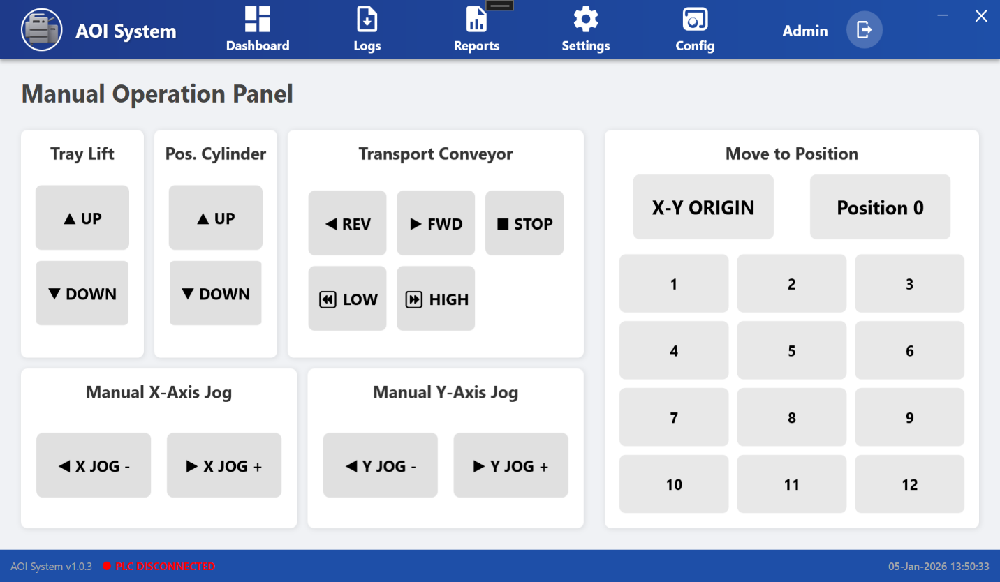 AOI System
Dashboard
Logs
Reports
Settings
Config
Admin
Manual Operation Panel
Tray Lift
▲ UP
▼ DOWN
Pos. Cylinder
▲ UP
▼ DOWN
Transport Conveyor
◀ REV
▶ FWD
■ STOP
⏪ LOW
⏩ HIGH
Manual X-Axis Jog
◀ X JOG -
▶ X JOG +
Manual Y-Axis Jog
◀ Y JOG -
▶ Y JOG +
Move to Position
X-Y ORIGIN
Position 0
1
2
3
4
5
6
7
8
9
10
11
12
AOI System v1.0.3
PLC DISCONNECTED
05-Jan-2026 13:50:33